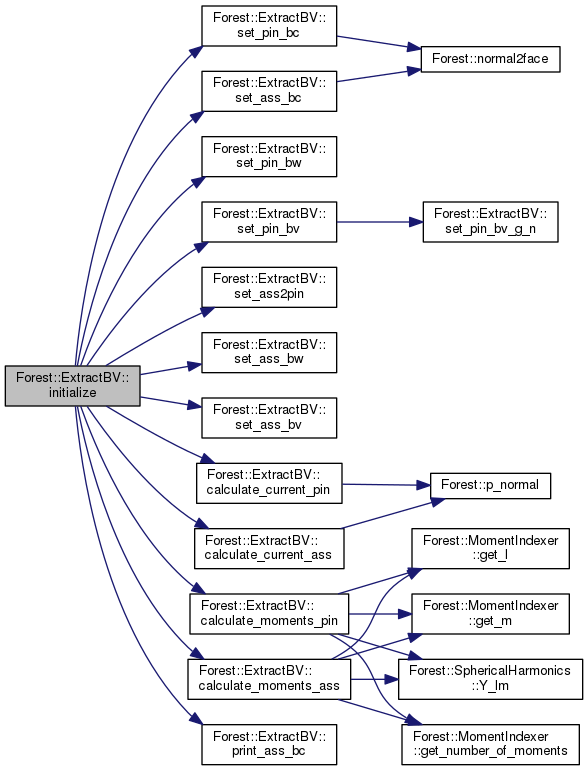 Forest::ExtractBV::
set_pin_bc
Forest::normal2face
Forest::ExtractBV::
set_ass_bc
Forest::ExtractBV::
set_pin_bw
Forest::ExtractBV::
set_pin_bv
Forest::ExtractBV::
set_pin_bv_g_n
Forest::ExtractBV::
set_ass2pin
Forest::ExtractBV::
set_ass_bw
Forest::ExtractBV::
initialize
Forest::ExtractBV::
set_ass_bv
Forest::ExtractBV::
calculate_current_pin
Forest::p_normal
Forest::ExtractBV::
calculate_current_ass
Forest::MomentIndexer
::get_l
Forest::ExtractBV::
calculate_moments_pin
Forest::MomentIndexer
::get_m
Forest::ExtractBV::
calculate_moments_ass
Forest::SphericalHarmonics
::Y_lm
Forest::ExtractBV::
print_ass_bc
Forest::MomentIndexer
::get_number_of_moments